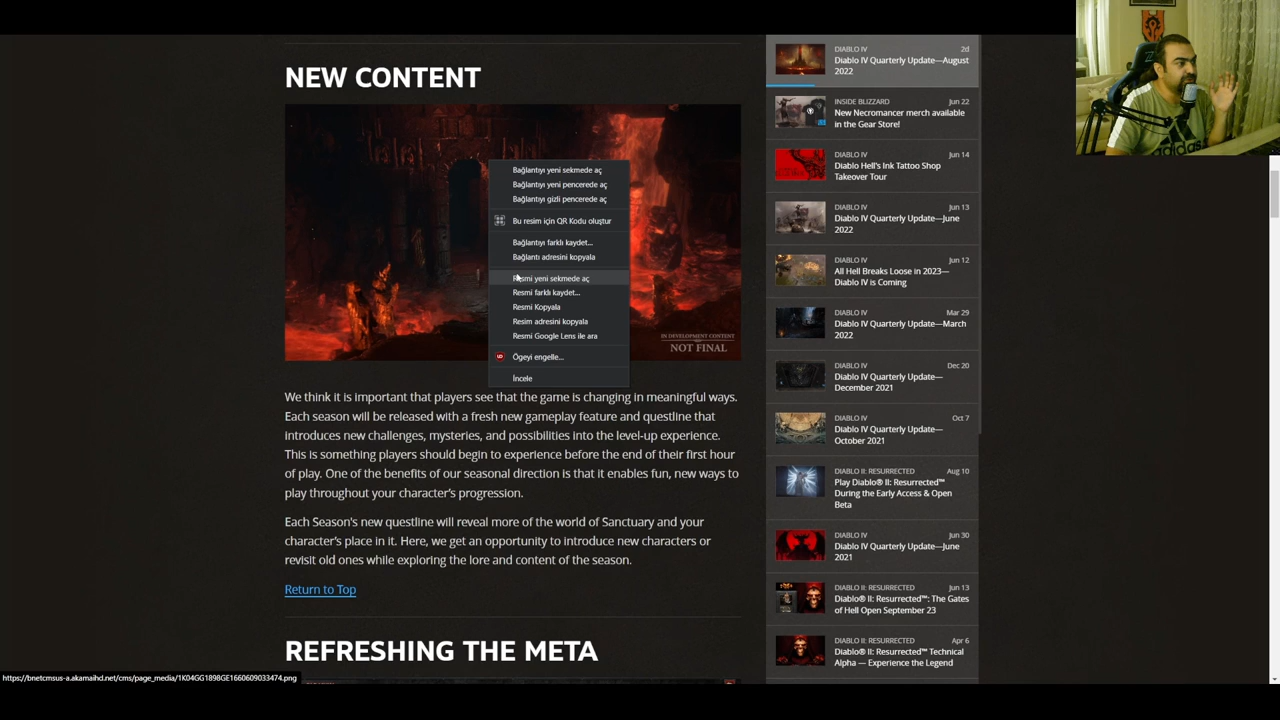 NEW CONTENT
Bağlantıyı yeni sekmede aç
Bağlantıyı yeni pencerede aç
Bağlantıyı gizli pencerede aç
Bu resim için QR Kodu oluştur
Bağlantıyı farklı kaydet...
Bağlantı adresini kopyala
Resmi yeni sekmede aç
Resmi farklı kaydet...
Resmi Kopyala
Resim adresini kopyala
Resmi Google Lens ile ara
Ögeyi engelle...
İncele
IN DEVELOPMENT CONTENT
NOT FINAL
We think it is important that players see that the game is changing in meaningful ways.
Each season will be released with a fresh new gameplay feature and questline that
introduces new challenges, mysteries, and possibilities into the level-up experience.
This is something players should begin to experience before the end of their first hour
of play. One of the benefits of our seasonal direction is that it enables fun, new ways to
play throughout your character's progression.
Each Season's new questline will reveal more of the world of Sanctuary and your
character's place in it. Here, we get an opportunity to introduce new characters or
revisit old ones while exploring the lore and content of the season.
Return to Top
REFRESHING THE META
https://bnetcmsus-a.akamaihd.net/cms/page_media/1K04GG1898GE1660609033474.png
DIABLO IV 2d
Diablo IV Quarterly Update—August
2022
INSIDE BLIZZARD Jun 22
New Necromancer merch available
in the Gear Store!
DIABLO IV Jun 14
Diablo Hell's Ink Tattoo Shop
Takeover Tour
DIABLO IV Jun 13
Diablo IV Quarterly Update—June
2022
DIABLO IV Jun 12
All Hell Breaks Loose in 2023—
Diablo IV is Coming
DIABLO IV Mar 29
Diablo IV Quarterly Update—March
2022
DIABLO IV Dec 20
Diablo IV Quarterly Update—
December 2021
DIABLO IV Oct 7
Diablo IV Quarterly Update—
October 2021
DIABLO II: RESURRECTED Aug 10
Play Diablo® II: Resurrected™
During the Early Access & Open
Beta
DIABLO IV Jun 30
Diablo IV Quarterly Update—June
2021
DIABLO II: RESURRECTED Jun 13
Diablo® II: Resurrected™: The Gates
of Hell Open September 23
DIABLO II: RESURRECTED Apr 6
Diablo® II: Resurrected™ Technical
Alpha — Experience the Legend
adidas